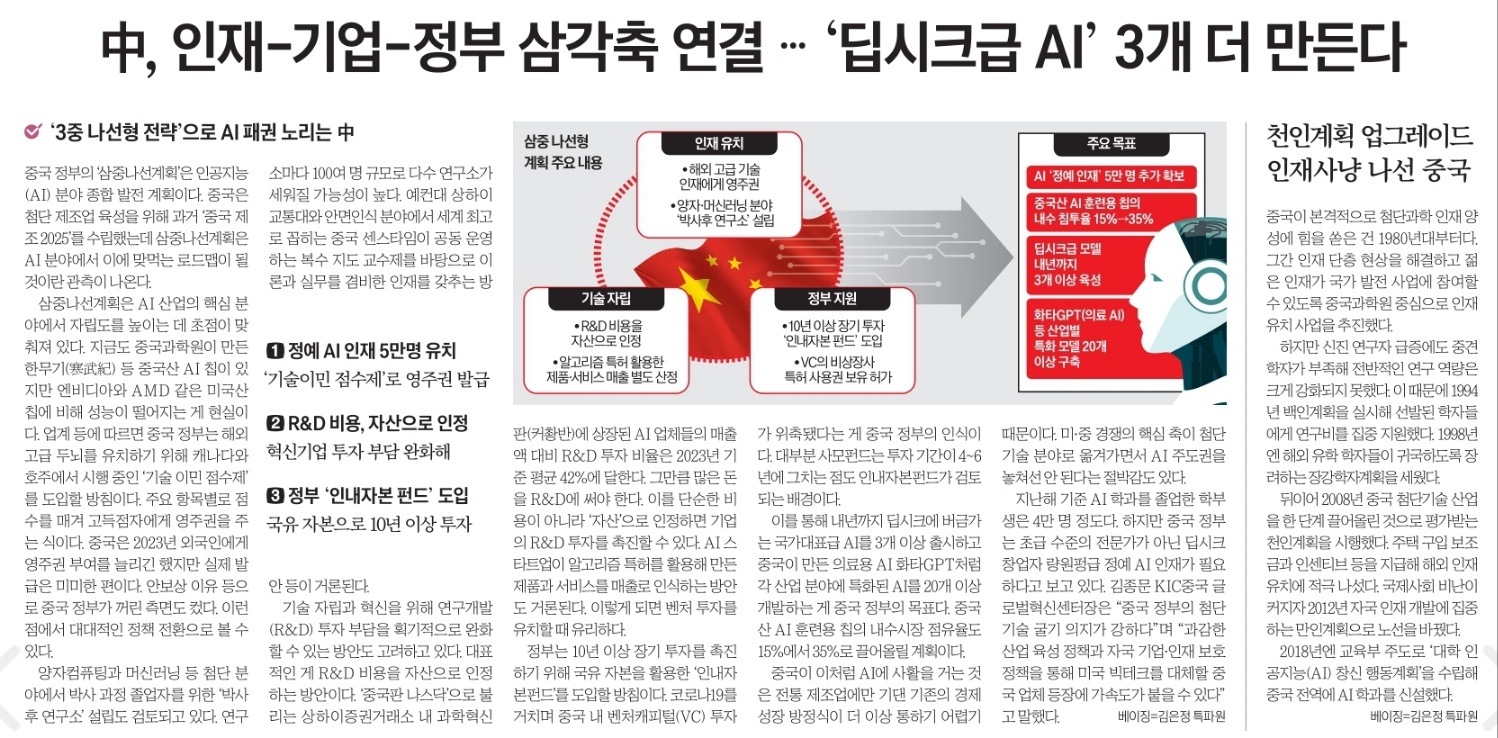 中, 인재-기업-정부 삼각축 연결 … ‘딥시크급 AI’ 3개 더 만든다
‘3중 나선형 전략’으로 AI 패권 노리는 中
중국 정부의 ‘삼중나선계획’은 인공지능
(AI) 분야 종합 발전 계획이다. 중국은
첨단 제조업 육성을 위해 과거 ‘중국 제
조 2025’를 수립했는데 삼중나선계획은
AI 분야에서 이에 맞먹는 로드맵이 될
것이란 관측이 나온다.
삼중나선계획은 AI 산업의 핵심 분
야에서 자립도를 높이는 데 초점이 맞
춰져 있다. 지금도 중국과학원이 만든
한무기(寒武紀) 등 중국산 AI 칩이 있
지만 엔비디아와 AMD 같은 미국산
칩에 비해 성능이 떨어지는 게 현실이
다. 업계 등에 따르면 중국 정부는 해외
고급 두뇌를 유치하기 위해 캐나다와
호주에서 시행 중인 ‘기술 이민 점수제’
를 도입할 방침이다. 주요 항목별로 점
수를 매겨 고득점자에게 영주권을 주
는 식이다. 중국은 2023년 외국인에게
영주권 부여를 늘리긴 했지만 실제 발
급은 미미한 편이다. 안보상 이유 등으
로 중국 정부가 꺼린 측면도 컸다. 이런
점에서 대대적인 정책 전환으로 볼 수
있다.
양자컴퓨팅과 머신러닝 등 첨단 분
야에서 박사 과정 졸업자를 위한 ‘박사
후 연구소’ 설립도 검토되고 있다. 연구
소마다 100여 명 규모로 다수 연구소가
세워질 가능성이 높다. 예컨대 상하이
교통대와 안면인식 분야에서 세계 최고
로 꼽히는 중국 센스타임이 공동 운영
하는 복수 지도 교수제를 바탕으로 이
론과 실무를 겸비한 인재를 갖추는 방
1 정예 AI 인재 5만명 유치
‘기술이민 점수제’로 영주권 발급
2 R&D 비용, 자산으로 인정
혁신기업 투자 부담 완화해
3 정부 ‘인내자본 펀드’ 도입
국유 자본으로 10년 이상 투자
안 등이 거론된다.
기술 자립과 혁신을 위해 연구개발
(R&D) 투자 부담을 획기적으로 완화
할 수 있는 방안도 고려하고 있다. 대표
적인 게 R&D 비용을 자산으로 인정
하는 방안이다. ‘중국판 나스닥’으로 불
리는 상하이증권거래소 내 과학혁신
삼중 나선형
계획 주요 내용
인재 유치
•해외 고급 기술
인재에게 영주권
•양자·머신러닝 분야
‘박사후 연구소’ 설립
기술 자립
•R&D 비용을
자산으로 인정
•알고리즘 특허 활용한
제품·서비스 매출 별도 산정
정부 지원
•10년 이상 장기 투자
‘인내자본 펀드’ 도입
•VC의 비상장사
특허 사용권 보유 허가
주요 목표
AI ‘정예 인재’ 5만 명 추가 확보
중국산 AI 훈련용 칩의
내수 침투율 15%→35%
딥시크급 모델
내년까지
3개 이상 육성
화타GPT(의료 AI)
등 산업별
특화 모델 20개
이상 구축
판(커촹반)에 상장된 AI 업체들의 매출
액 대비 R&D 투자 비율은 2023년 기
준 평균 42%에 달한다. 그만큼 많은 돈
을 R&D에 써야 한다. 이를 단순한 비
용이 아니라 ‘자산’으로 인정하면 기업
의 R&D 투자를 촉진할 수 있다. AI 스
타트업이 알고리즘 특허를 활용해 만든
제품과 서비스를 매출로 인식하는 방안
도 거론된다. 이렇게 되면 벤처 투자를
유치할 때 유리하다.
정부는 10년 이상 장기 투자를 촉진
하기 위해 국유 자본을 활용한 ‘인내자
본펀드’를 도입할 방침이다. 코로나19를
거치며 중국 내 벤처캐피털(VC) 투자
가 위축됐다는 게 중국 정부의 인식이
다. 대부분 사모펀드는 투자 기간이 4~6
년에 그치는 점도 인내자본펀드가 검토
되는 배경이다.
이를 통해 내년까지 딥시크에 버금가
는 국가대표급 AI를 3개 이상 출시하고
중국이 만든 의료용 AI 화타GPT처럼
각 산업 분야에 특화된 AI를 20개 이상
개발하는 게 중국 정부의 목표다. 중국
산 AI 훈련용 칩의 내수시장 점유율도
15%에서 35%로 끌어올릴 계획이다.
중국이 이처럼 AI에 사활을 거는 것
은 전통 제조업에만 기댄 기존의 경제
성장 방정식이 더 이상 통하기 어렵기
때문이다. 미·중 경쟁의 핵심 축이 첨단
기술 분야로 옮겨가면서 AI 주도권을
놓쳐선 안 된다는 절박감도 있다.
지난해 기준 AI 학과를 졸업한 학부
생은 4만 명 정도다. 하지만 중국 정부
는 초급 수준의 전문가가 아닌 딥시크
창업자 량원펑급 정예 AI 인재가 필요
하다고 보고 있다. 김종문 KIC중국 글
로벌혁신센터장은 “중국 정부의 첨단
기술 굴기 의지가 강하다”며 “과감한
산업 육성 정책과 자국 기업·인재 보호
정책을 통해 미국 빅테크를 대체할 중
국 업체 등장에 가속도가 붙을 수 있다”
고 말했다.
베이징=김은정 특파원
천인계획 업그레이드
인재사냥 나선 중국
중국이 본격적으로 첨단과학 인재 양
성에 힘을 쏟은 건 1980년대부터다.
그간 인재 단층 현상을 해결하고 젊
은 인재가 국가 발전 사업에 참여할
수 있도록 중국과학원 중심으로 인재
유치 사업을 추진했다.
하지만 신진 연구자 급증에도 중견
학자가 부족해 전반적인 연구 역량은
크게 강화되지 못했다. 이 때문에 1994
년 백인계획을 실시해 선발된 학자들
에게 연구비를 집중 지원했다. 1998년
엔 해외 유학 학자들이 귀국하도록 장
려하는 장강학자계획을 세웠다.
뒤이어 2008년 중국 첨단기술 산업
을 한 단계 끌어올린 것으로 평가받는
천인계획을 시행했다. 주택 구입 보조
금과 인센티브 등을 지급해 해외 인재
유치에 적극 나섰다. 국제사회 비난이
커지자 2012년 자국 인재 개발에 집중
하는 만인계획으로 노선을 바꿨다.
2018년엔 교육부 주도로 ‘대학 인
공지능(AI) 창신 행동계획’을 수립해
중국 전역에 AI학과를 신설했다.
베이징=김은정 특파원